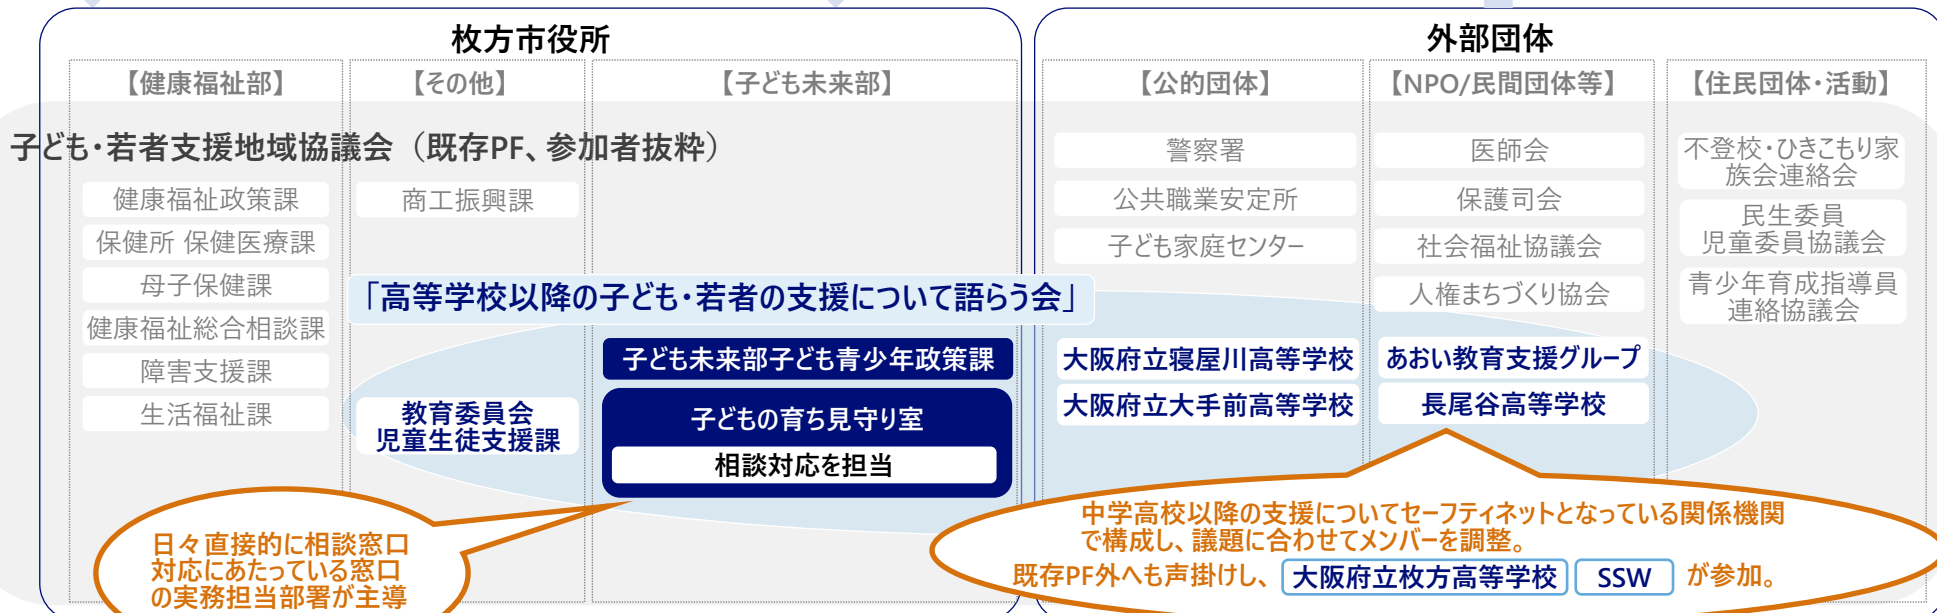 枚方市役所
外部団体
【健康福祉部】
【その他】
【子ども未来部】
【公的団体】
【NPO/民間団体等】
【住民団体・活動】
子ども・若者支援地域協議会（既存PF、参加者抜粋）
健康福祉政策課
保健所 保健医療課
母子保健課
健康福祉総合相談課
障害支援課
生活福祉課
商工振興課
警察署
公共職業安定所
子ども家庭センター
医師会
保護司会
社会福祉協議会
人権まちづくり協会
不登校・ひきこもり家
族会連絡会
民生委員
児童委員協議会
青少年育成指導員
連絡協議会
「高等学校以降の子ども・若者の支援について語らう会」
教育委員会
児童生徒支援課
子ども未来部子ども青少年政策課
子どもの育ち見守り室
相談対応を担当
大阪府立寝屋川高等学校
大阪府立大手前高等学校
あおい教育支援グループ
長尾谷高等学校
日々直接的に相談窓口
対応にあたっている窓口
の実務担当部署が主導
中学高校以降の支援についてセーフティネットとなっている関係機関
で構成し、議題に合わせてメンバーを調整。
既存PF外へも声掛けし、 大阪府立枚方高等学校 SSW が参加。